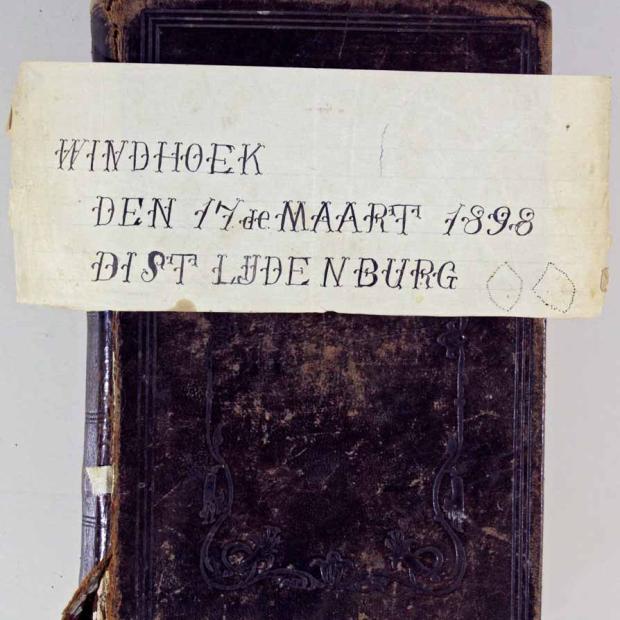 WINDHOEK
DEN 17de MAART 1898
DIST LIJDENBURG